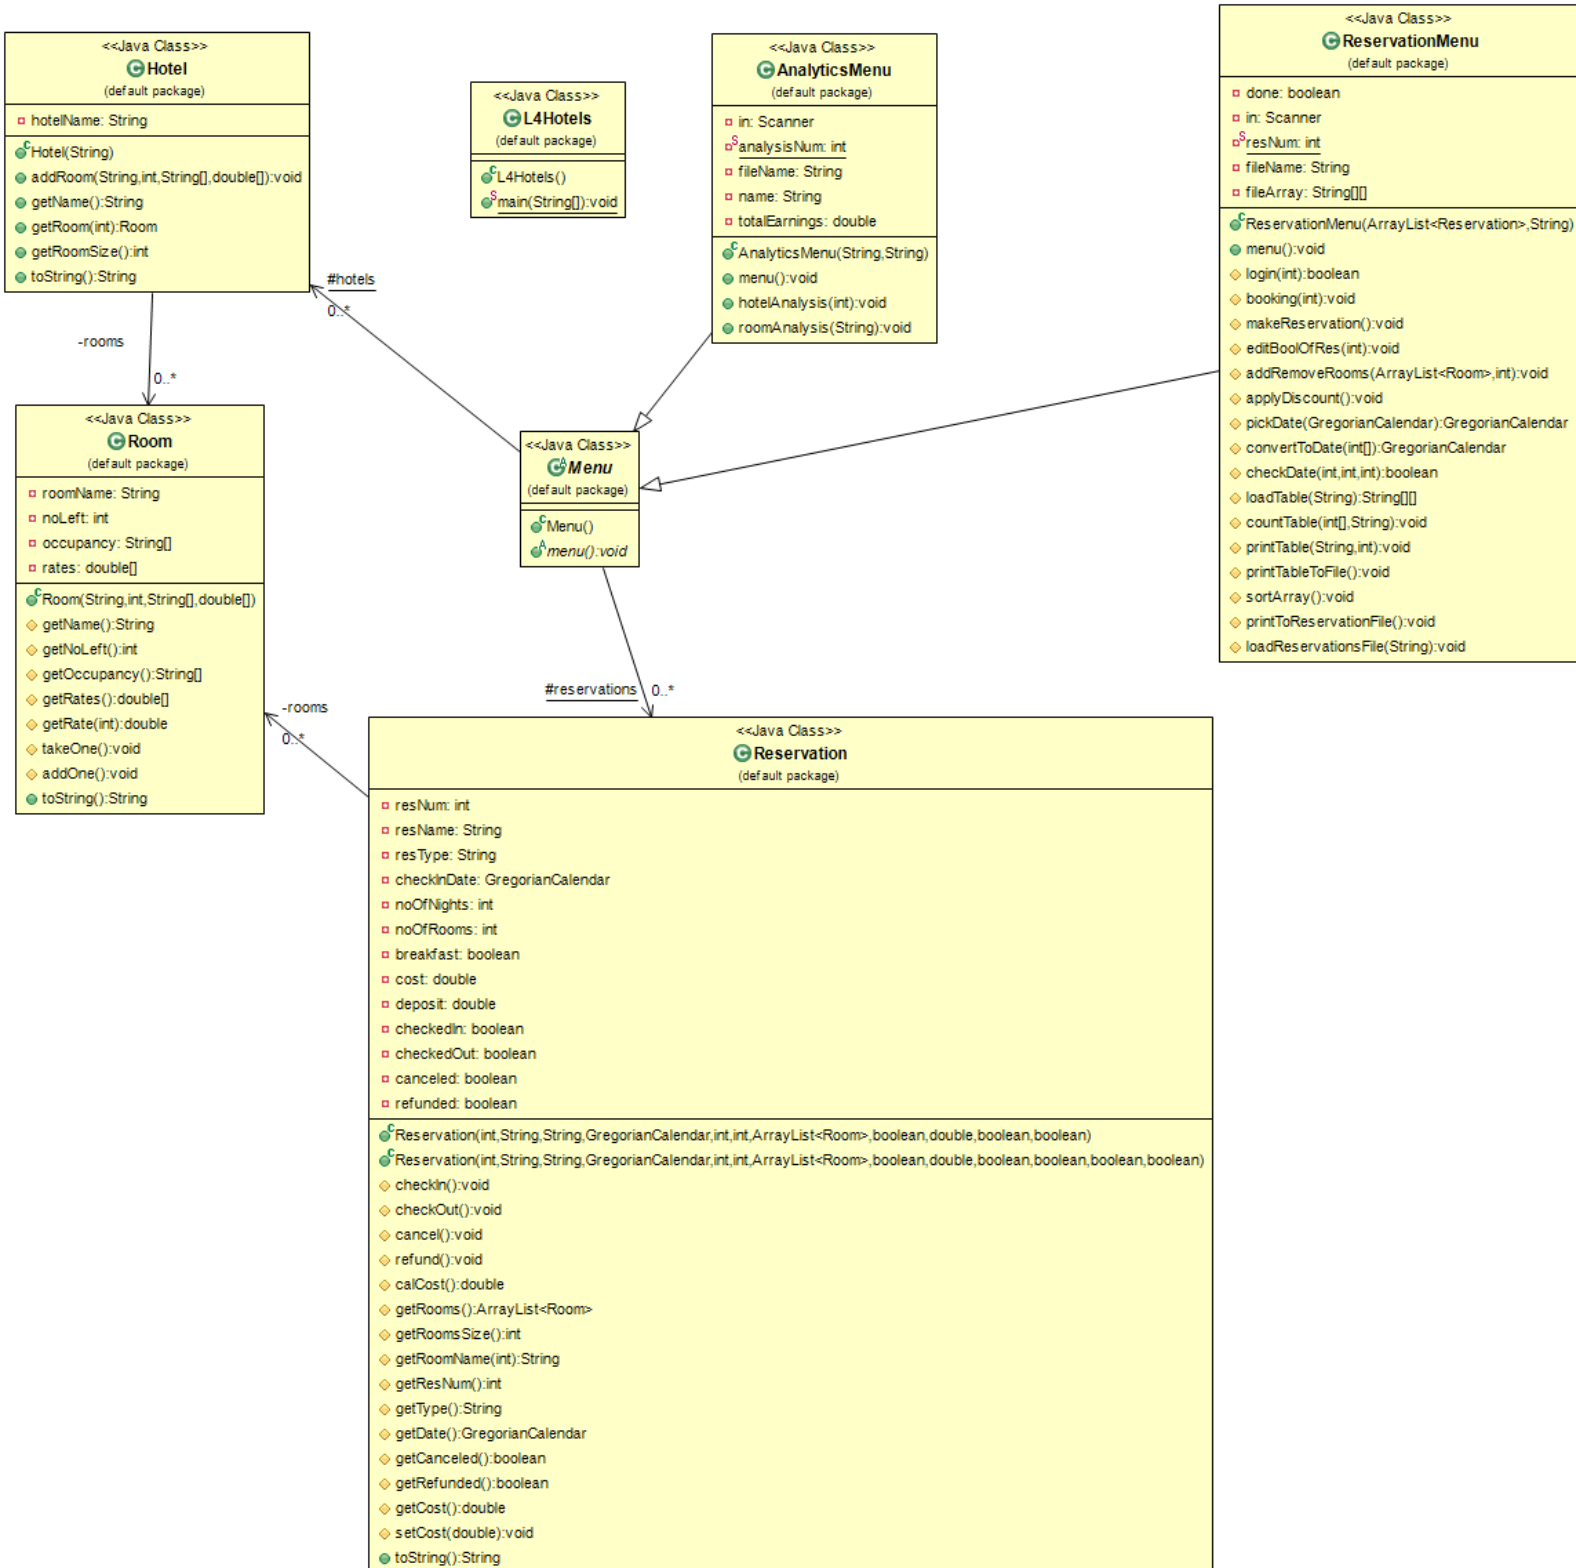 <<Java Class>>
Hotel
(default package)
hotelName: String
Hotel(String)
addRoom(String,int,String[],double[]):void
getName():String
getRoom(int):Room
getRoomSize():int
toString():String
<<Java Class>>
L4Hotels
(default package)
L4Hotels()
main(String[]):void
<<Java Class>>
AnalyticsMenu
(default package)
in: Scanner
analysisNum: int
fileName: String
name: String
totalEarnings: double
AnalyticsMenu(String,String)
menu():void
hotelAnalysis(int):void
roomAnalysis(String):void
<<Java Class>>
ReservationMenu
(default package)
done: boolean
in: Scanner
resNum: int
fileName: String
fileArray: String[][]
ReservationMenu(ArrayList<Reservation>,String)
menu():void
login(int):boolean
booking(int):void
makeReservation():void
editBoolOfRes(int):void
addRemoveRooms(ArrayList<Room>,int):void
applyDiscount():void
pickDate(GregorianCalendar):GregorianCalendar
convertToDate(int[]):GregorianCalendar
checkDate(int,int,int):boolean
loadTable(String):String[][]
countTable(int[],String):void
printTable(String,int):void
printTableToFile():void
sortArray():void
printToReservationFile():void
loadReservationsFile(String):void
#hotels
0..*
-rooms
0..*
<<Java Class>>
Room
(default package)
roomName: String
noLeft: int
occupancy: String[]
rates: double[]
Room(String,int,String[],double[])
getName():String
getNoLeft():int
getOccupancy():String[]
getRates():double[]
getRate(int):double
takeOne():void
addOne():void
toString():String
<<Java Class>>
Menu
(default package)
Menu()
menu():void
#reservations
0..*
-rooms
0..*
<<Java Class>>
Reservation
(default package)
resNum: int
resName: String
resType: String
checkInDate: GregorianCalendar
noOfNights: int
noOfRooms: int
breakfast: boolean
cost: double
deposit: double
checkedIn: boolean
checkedOut: boolean
canceled: boolean
refunded: boolean
Reservation(int,String,String,GregorianCalendar,int,int,ArrayList<Room>,boolean,double,boolean,boolean)
Reservation(int,String,String,GregorianCalendar,int,int,ArrayList<Room>,boolean,double,boolean,boolean,boolean,boolean)
checkIn():void
checkOut():void
cancel():void
refund():void
calCost():double
getRooms():ArrayList<Room>
getRoomsSize():int
getRoomName(int):String
getResNum():int
getType():String
getDate():GregorianCalendar
getCanceled():boolean
getRefunded():boolean
getCost():double
setCost(double):void
toString():String